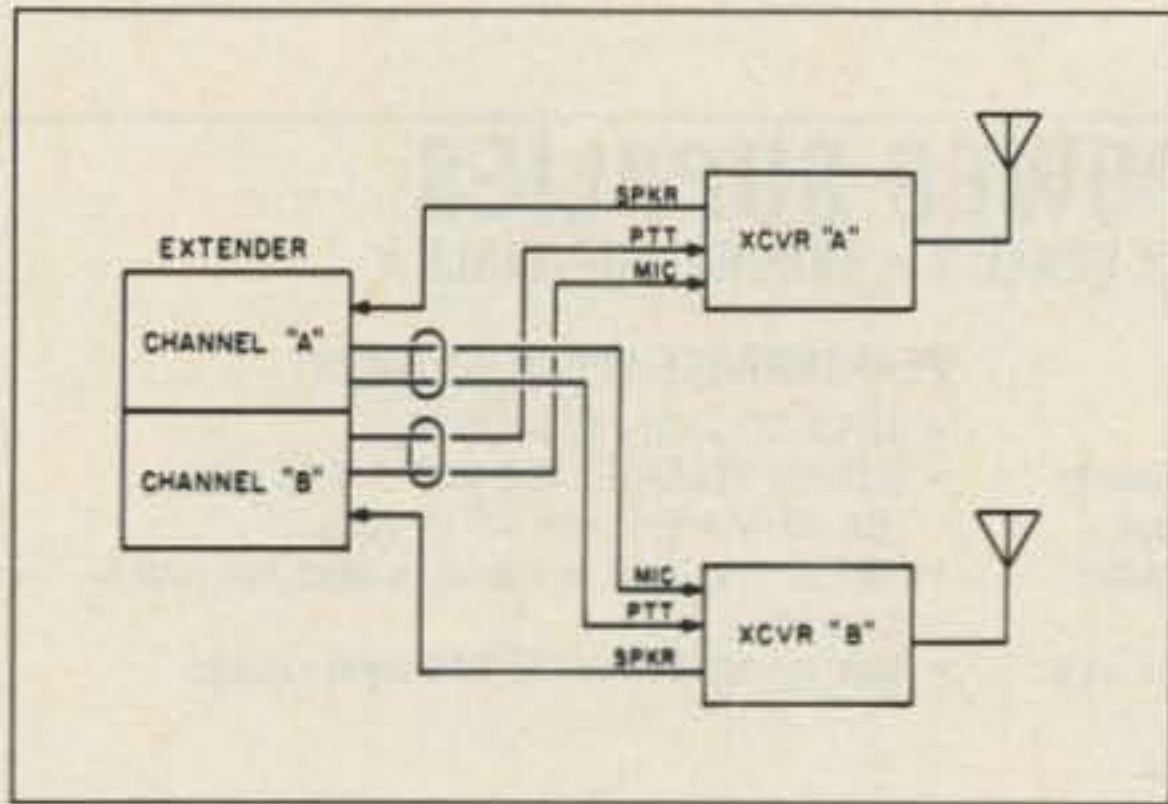 EXTENDER
CHANNEL "A"
CHANNEL "B"
SPKR
PTT
MIC
XCVR "A"
MIC
PTT
SPKR
XCVR "B"